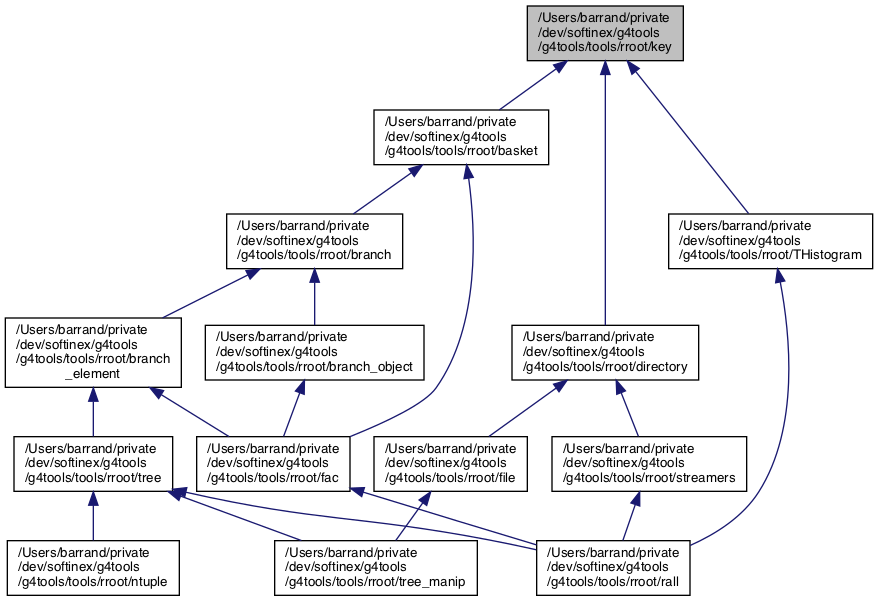 /Users/barrand/private
/dev/softinex/g4tools
/g4tools/tools/rroot/key
/Users/barrand/private
/dev/softinex/g4tools
/g4tools/tools/rroot/basket
/Users/barrand/private
/dev/softinex/g4tools
/g4tools/tools/rroot/branch
/Users/barrand/private
/dev/softinex/g4tools
/g4tools/tools/rroot/THistogram
/Users/barrand/private
/dev/softinex/g4tools
/g4tools/tools/rroot/branch
_element
/Users/barrand/private
/dev/softinex/g4tools
/g4tools/tools/rroot/branch_object
/Users/barrand/private
/dev/softinex/g4tools
/g4tools/tools/rroot/directory
/Users/barrand/private
/dev/softinex/g4tools
/g4tools/tools/rroot/tree
/Users/barrand/private
/dev/softinex/g4tools
/g4tools/tools/rroot/fac
/Users/barrand/private
/dev/softinex/g4tools
/g4tools/tools/rroot/file
/Users/barrand/private
/dev/softinex/g4tools
/g4tools/tools/rroot/streamers
/Users/barrand/private
/dev/softinex/g4tools
/g4tools/tools/rroot/ntuple
/Users/barrand/private
/dev/softinex/g4tools
/g4tools/tools/rroot/tree_manip
/Users/barrand/private
/dev/softinex/g4tools
/g4tools/tools/rroot/rall